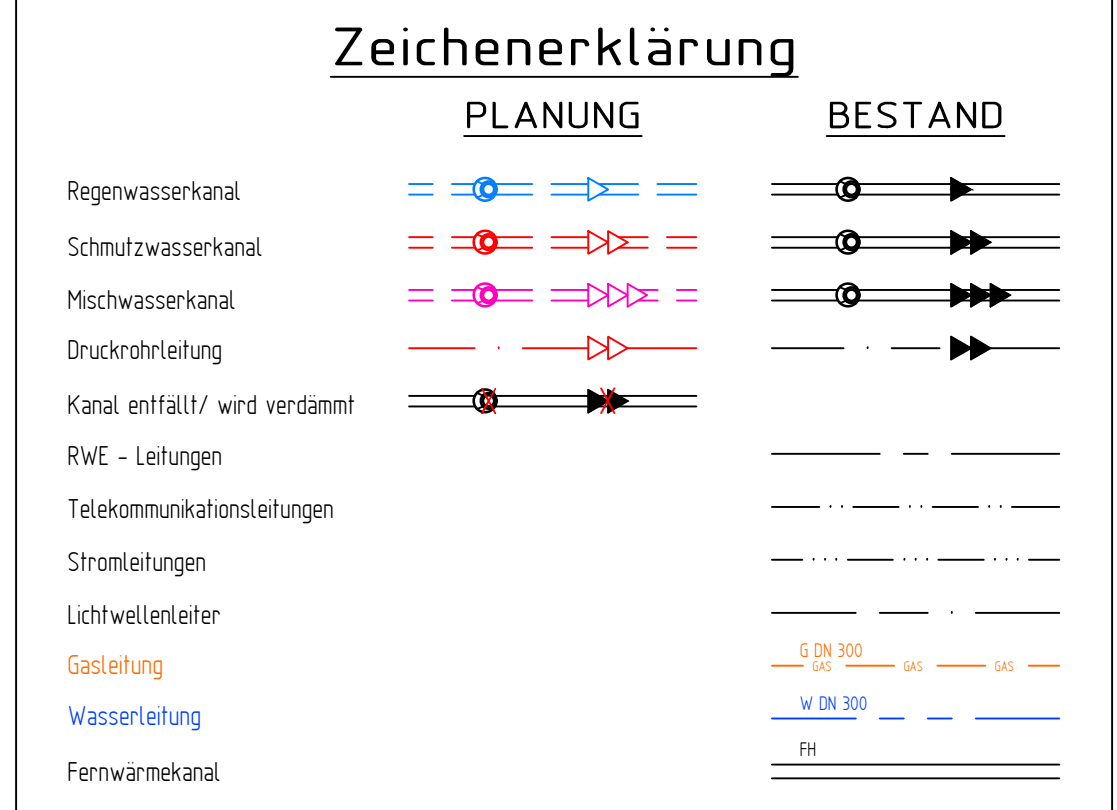 Zeichenerklärung
PLANUNG BESTAND
Regenwasserkanal
Schmutzwasserkanal
Mischwasserkanal
Druckrohrleitung
Kanal entfällt/ wird verdämmt
RWE - Leitungen
Telekommunikationsleitungen
Stromleitungen
Lichtwellenleiter
G DN 300
Gasleitung GAS GAS GAS
W DN 300
Wasserleitung
FH
Fernwärmekanal